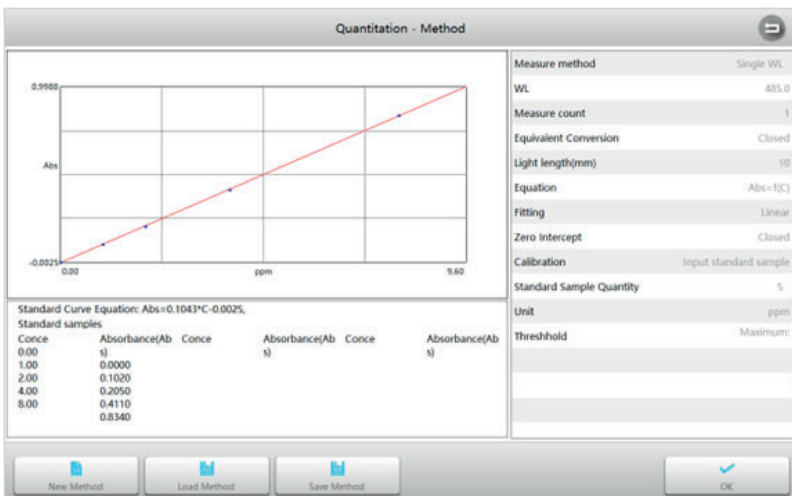 Quantitation - Method
0.9988
Abs
-0.0025
0.00
ppm
9.60
Standard Curve Equation: Abs=0.1043*C-0.0025,
Standard samples
Conce Absorbance(Ab Conce Absorbance(Ab Conce Absorbance(Ab
0.00 s) s) s)
1.00 0.0000
2.00 0.1020
4.00 0.2050
8.00 0.4110
0.8340
Measure method Single WL
WL 485.0
Measure count 1
Equivalent Conversion Closed
Light length(mm) 10
Equation Abs=f(C)
Fitting Linear
Zero Intercept Closed
Calibration Input standard sample
Standard Sample Quantity 5
Unit ppm
Threshhold Maximum:
New Method Load Method Save Method OK